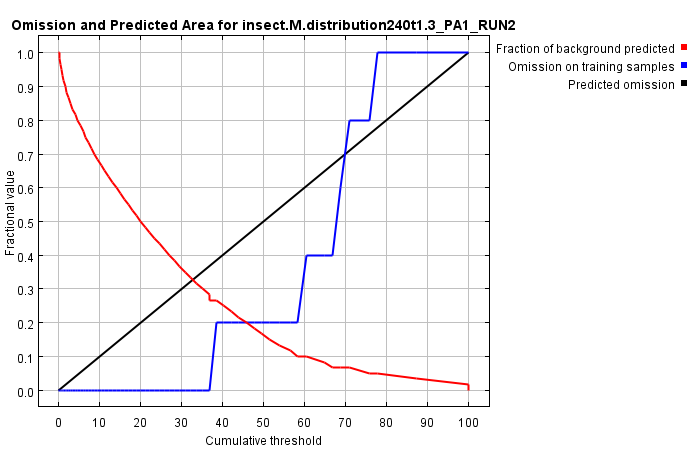 Omission and Predicted Area for insect.M.distribution240t1.3_PA1_RUN2
Fraction of background predicted
Omission on training samples
Predicted omission
Fractional value
1.0
0.9
0.8
0.7
0.6
0.5
0.4
0.3
0.2
0.1
0.0
0 10 20 30 40 50 60 70 80 90 100
Cumulative threshold